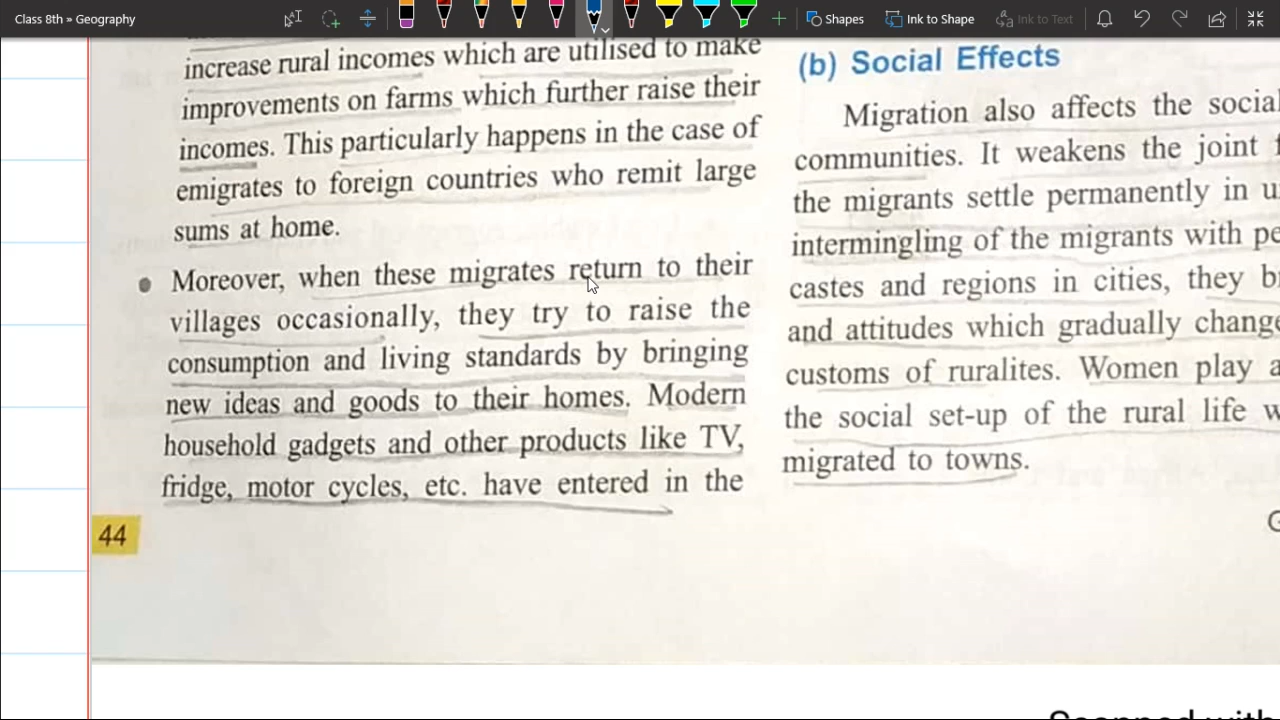 Class 8th » Geography
Shapes
Ink to Shape
Ink to Text
increase rural incomes which are utilised to make
improvements on farms which further raise their
incomes. This particularly happens in the case of
emigrates to foreign countries who remit large
sums at home.
Moreover, when these migrates return to their
villages occasionally, they try to raise the
consumption and living standards by bringing
new ideas and goods to their homes. Modern
household gadgets and other products like TV,
fridge, motor cycles, etc. have entered in the
44
(b) Social Effects
Migration also affects the social
communities. It weakens the joint
the migrants settle permanently in
intermingling of the migrants with
castes and regions in cities, they
and attitudes which gradually change
customs of ruralites. Women play a
the social set-up of the rural life
migrated to towns.